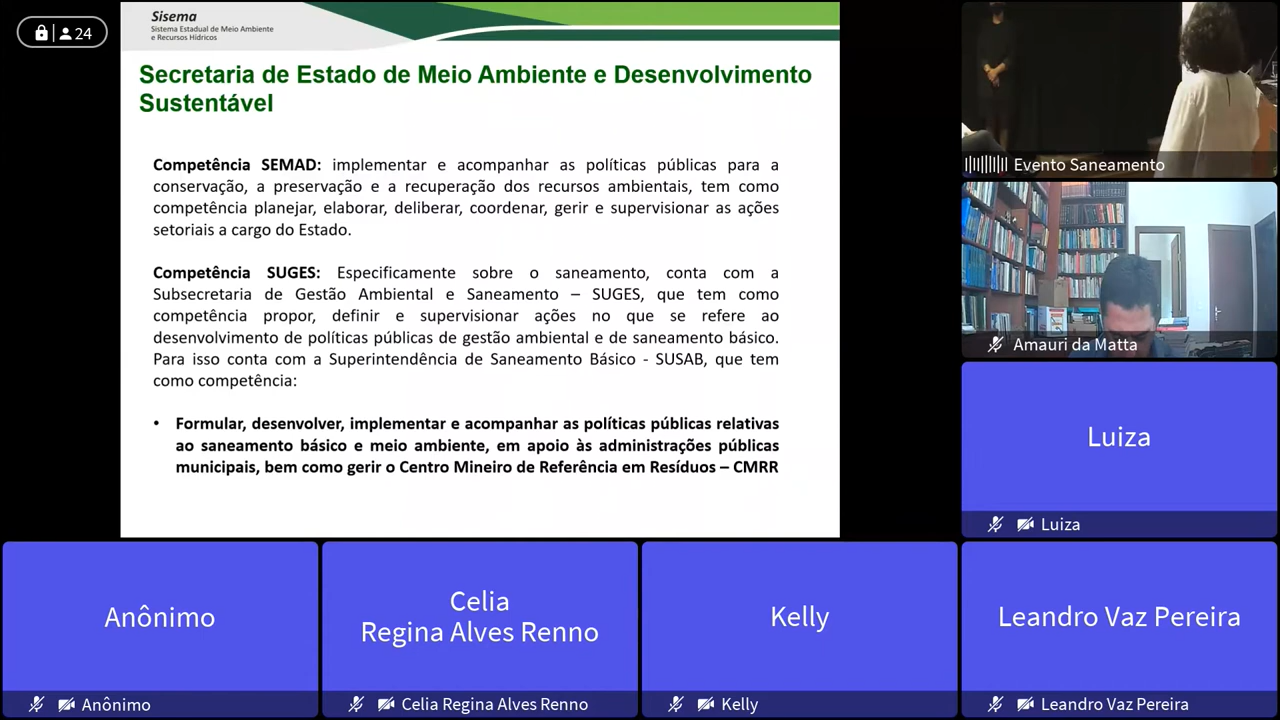 24
Sisema
Sistema Estadual de Meio Ambiente
e Recursos Hídricos
Secretaria de Estado de Meio Ambiente e Desenvolvimento
Sustentável
Competência SEMAD: implementar e acompanhar as políticas públicas para a
conservação, a preservação e a recuperação dos recursos ambientais, tem como
competência planejar, elaborar, deliberar, coordenar, gerir e supervisionar as ações
setoriais a cargo do Estado.
Competência SUGES: Especificamente sobre o saneamento, conta com a
Subsecretaria de Gestão Ambiental e Saneamento – SUGES, que tem como
competência propor, definir e supervisionar ações no que se refere ao
desenvolvimento de políticas públicas de gestão ambiental e de saneamento básico.
Para isso conta com a Superintendência de Saneamento Básico - SUSAB, que tem
como competência:
• Formular, desenvolver, implementar e acompanhar as políticas públicas relativas
ao saneamento básico e meio ambiente, em apoio às administrações públicas
municipais, bem como gerir o Centro Mineiro de Referência em Resíduos – CMRR
Evento Saneamento
Amauri da Matta
Luiza
Luiza
Anônimo
Anônimo
Celia
Regina Alves Renno
Celia Regina Alves Renno
Kelly
Kelly
Leandro Vaz Pereira
Leandro Vaz Pereira